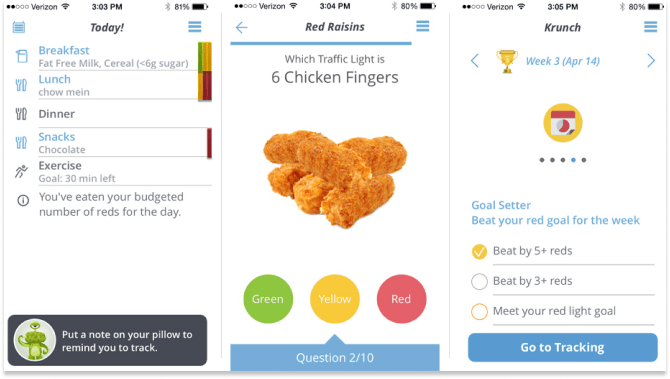 Verizon 3:03 PM 81%
Today!
Breakfast
Fat Free Milk, Cereal (<6g sugar)
Lunch
chow mein
Dinner
Snacks
Chocolate
Exercise
Goal: 30 min left
You've eaten your budgeted
number of reds for the day.
Put a note on your pillow to
remind you to track.
Verizon 3:04 PM 80%
Red Raisins
Which Traffic Light is
6 Chicken Fingers
Green
Yellow
Red
Question 2/10
Verizon 3:05 PM 80%
Krunch
Week 3 (Apr 14)
Goal Setter
Beat your red goal for the week
Beat by 5+ reds
Beat by 3+ reds
Meet your red light goal
Go to Tracking